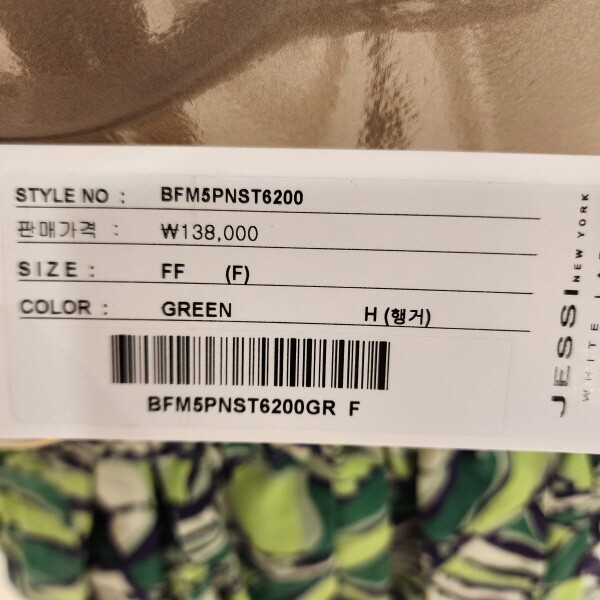 STYLE NO : BFM5PNST6200
판매가격 : ₩138,000
SIZE : FF (F)
COLOR : GREEN H (행거)
BFM5PNST6200GR F
JESSI NEW YORK
WHITE